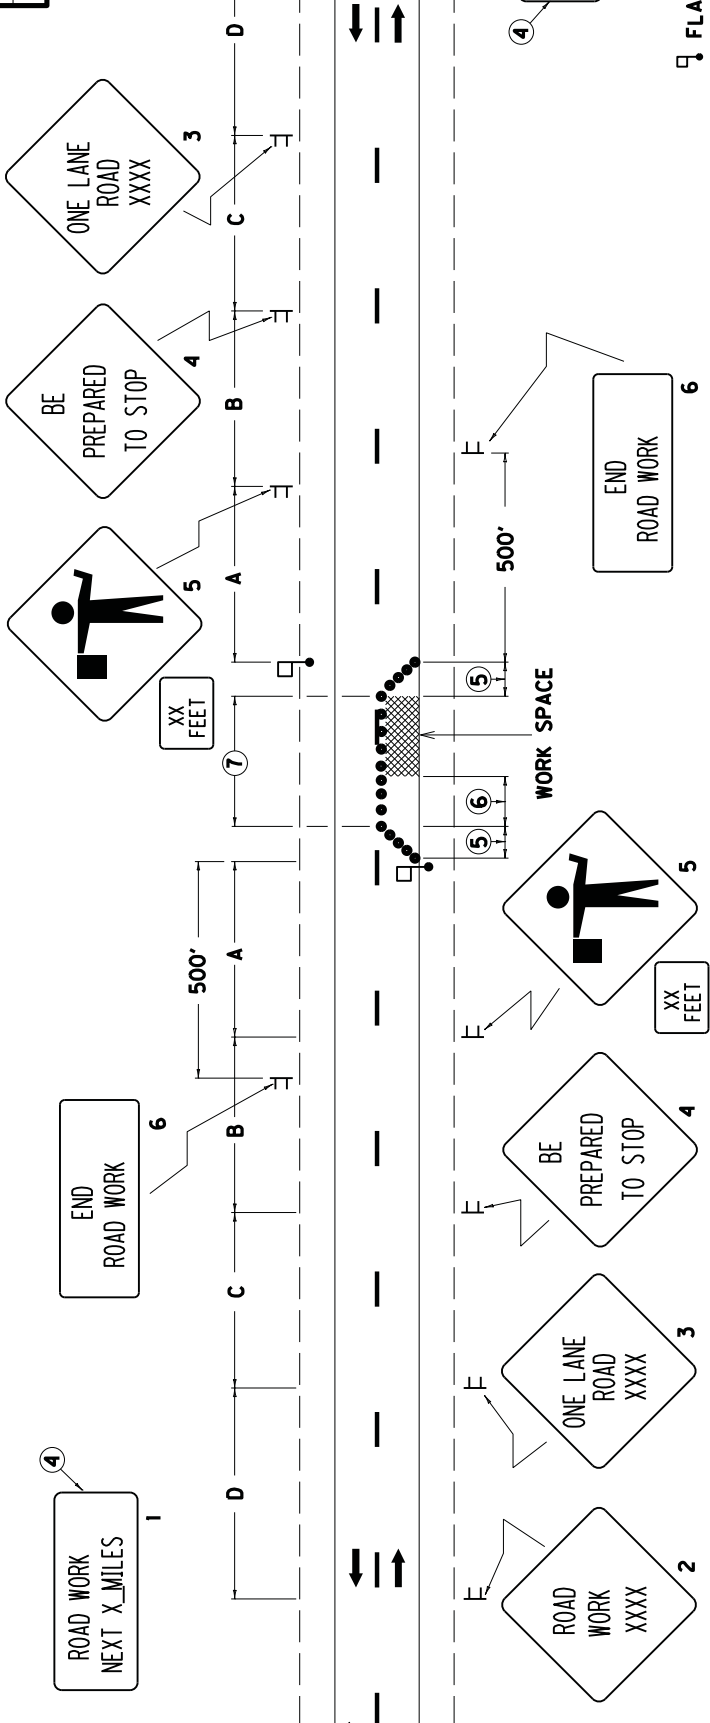 D
4
FLA
ONE LANE
ROAD
XXXX
3
C
BE
PREPARED
TO STOP
4
B
5
A
XX
FEET
7
END
ROAD WORK
6
500'
5
WORK SPACE
6
5
500'
A
5
XX
FEET
END
ROAD WORK
6
B
BE
PREPARED
TO STOP
4
C
ONE LANE
ROAD
XXXX
3
4
ROAD WORK
NEXT X_MILES
1
D
ROAD
WORK
XXXX
2